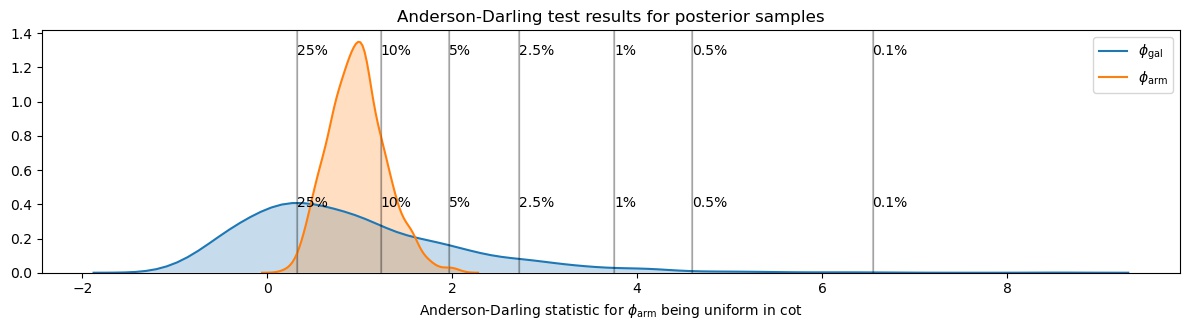 Anderson-Darling test results for posterior samples
1.4
1.2
1.0
0.8
0.6
0.4
0.2
0.0
25% 10% 5% 2.5% 1% 0.5% 0.1%
25% 10% 5% 2.5% 1% 0.5% 0.1%
ϕgal
ϕarm
−2 0 2 4 6 8
Anderson-Darling statistic for ϕarm being uniform in cot